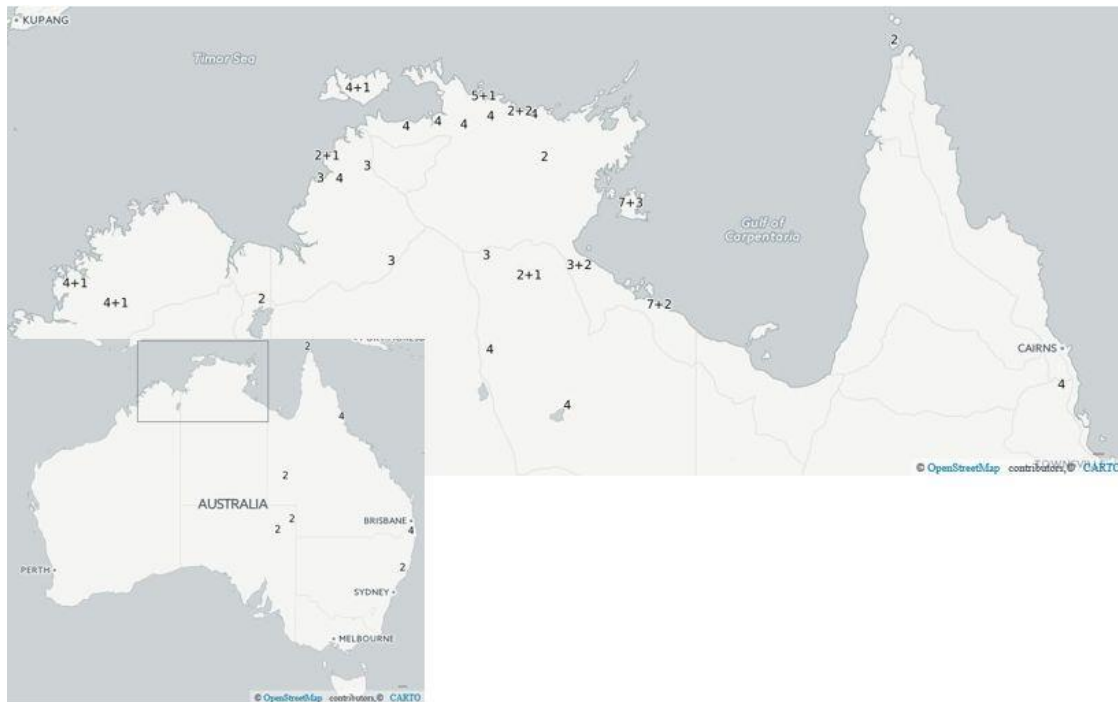 KUPANG
Timor Sea
2
4+1
5+1
2+2
4
4
4
4
4
2+1
3
2
3
4
7+3
Gulf of
Carpentaria
3
3
2+1
3+2
4+1
4+1
2
7+2
4
CAIRNS
4
4
© OpenStreetMap contributors, © CARTO
2
4
2
AUSTRALIA
2
2
BRISBANE
4
PERTH
2
SYDNEY
MELBOURNE
© OpenStreetMap contributors, © CARTO